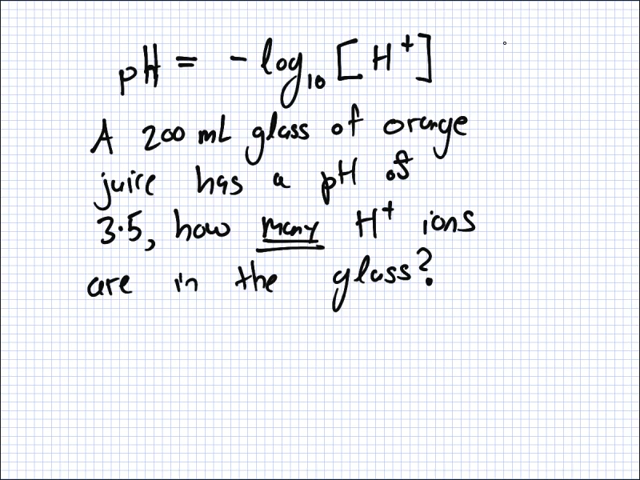 pH = - log₁₀ [H⁺]
A 200 mL glass of orange
juice has a pH of
3.5, how many H⁺ ions
are in the glass?